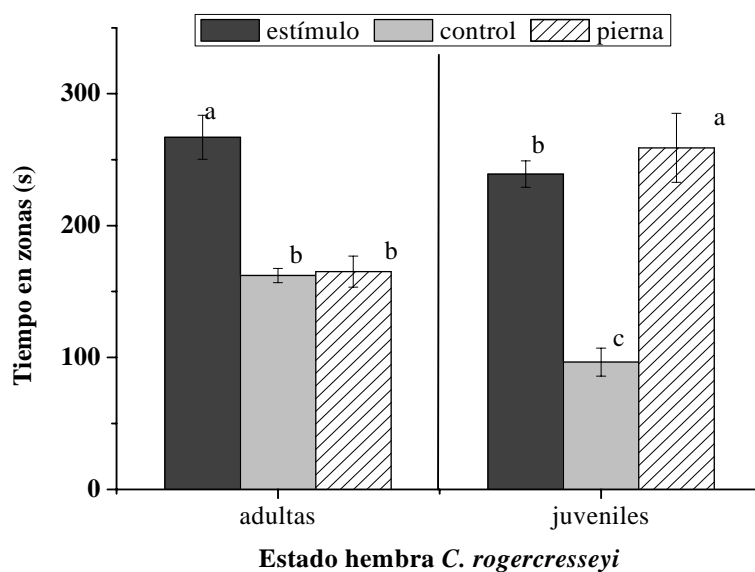 estímulo control pierna
Tiempo en zonas (s)
300
200
100
0
a
b
b
b
c
a
adultas
juveniles
Estado hembra C. rogercresseyi